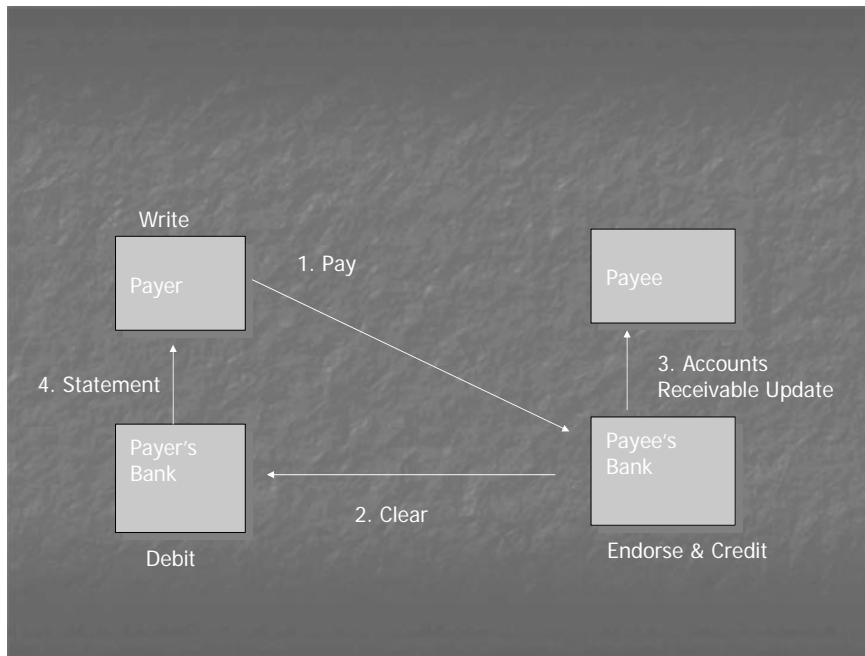 Write
Payer
1. Pay
Payee
4. Statement
3. Accounts
Receivable Update
Payer's
Bank
Payee's
Bank
2. Clear
Debit
Endorse & Credit